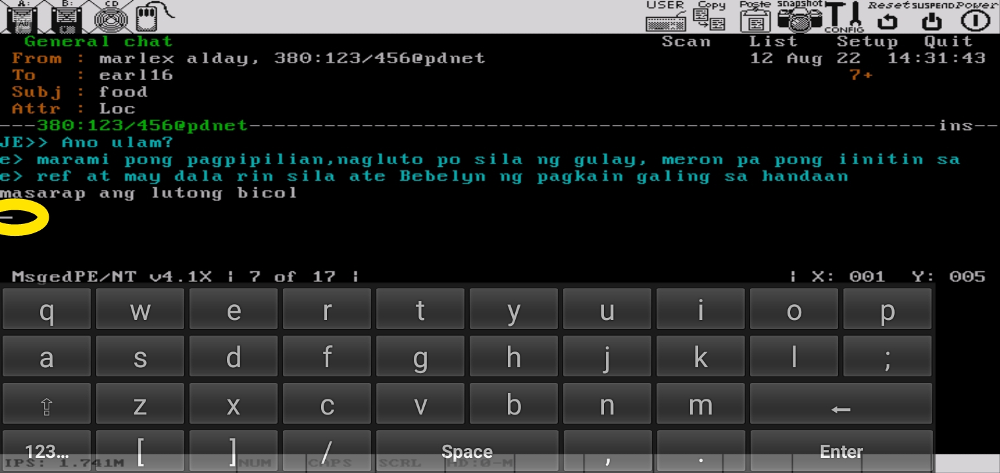 A: B: CD USER Copy Paste snapshot CONFIG Reset SUSPEND Power
General chat Scan List Setup Quit
From : marlex alday, 380:123/456@pdnet 12 Aug 22 14:31:43
To : earl16 7+
Subj : food
Attr : Loc
---380:123/456@pdnet---ins--
JE>> Ano ulam?
e> marami pong pagpipilian,nagluto po sila ng gulay, meron pa pong iinitin sa
e> ref at may dala rin sila ate Bebelyn ng pagkain galing sa handaan
masarap ang lutong bicol
MsgedPE/NT v4.1X | 7 of 17 | | X: 001 Y: 005
q w e r t y u i o p
a s d f g h j k l ;
z x c v b n m ←
123... [ ] / Space , . Enter
IPS: 1.741M NUM CAPS SCRL HD:0-M